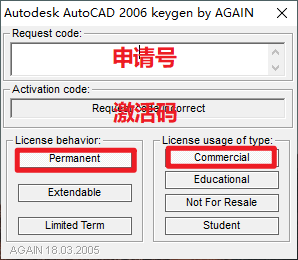 Autodesk AutoCAD 2006 keygen by AGAIN
Request code:
申请号
Activation code:
Request code incorrect
激活码
License behavior:
Permanent
Extendable
Limited Term
License usage of type:
Commercial
Educational
Not For Resale
Student
AGAIN 18.03.2005